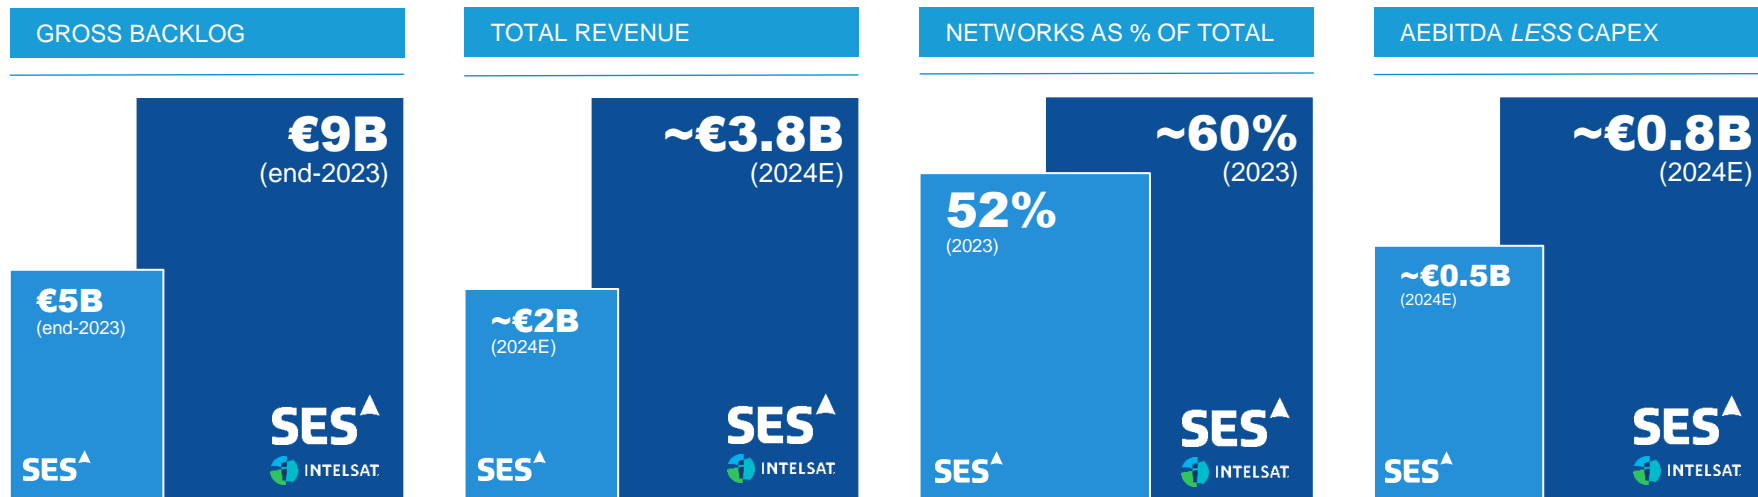 GROSS BACKLOG
€9B
(end-2023)
€5B
(end-2023)
SES
SES
INTELSAT
TOTAL REVENUE
~€3.8B
(2024E)
~€2B
(2024E)
SES
SES
INTELSAT
NETWORKS AS % OF TOTAL
~60%
(2023)
52%
(2023)
SES
SES
INTELSAT
AEBITDA LESS CAPEX
~€0.8B
(2024E)
~€0.5B
(2024E)
SES
SES
INTELSAT